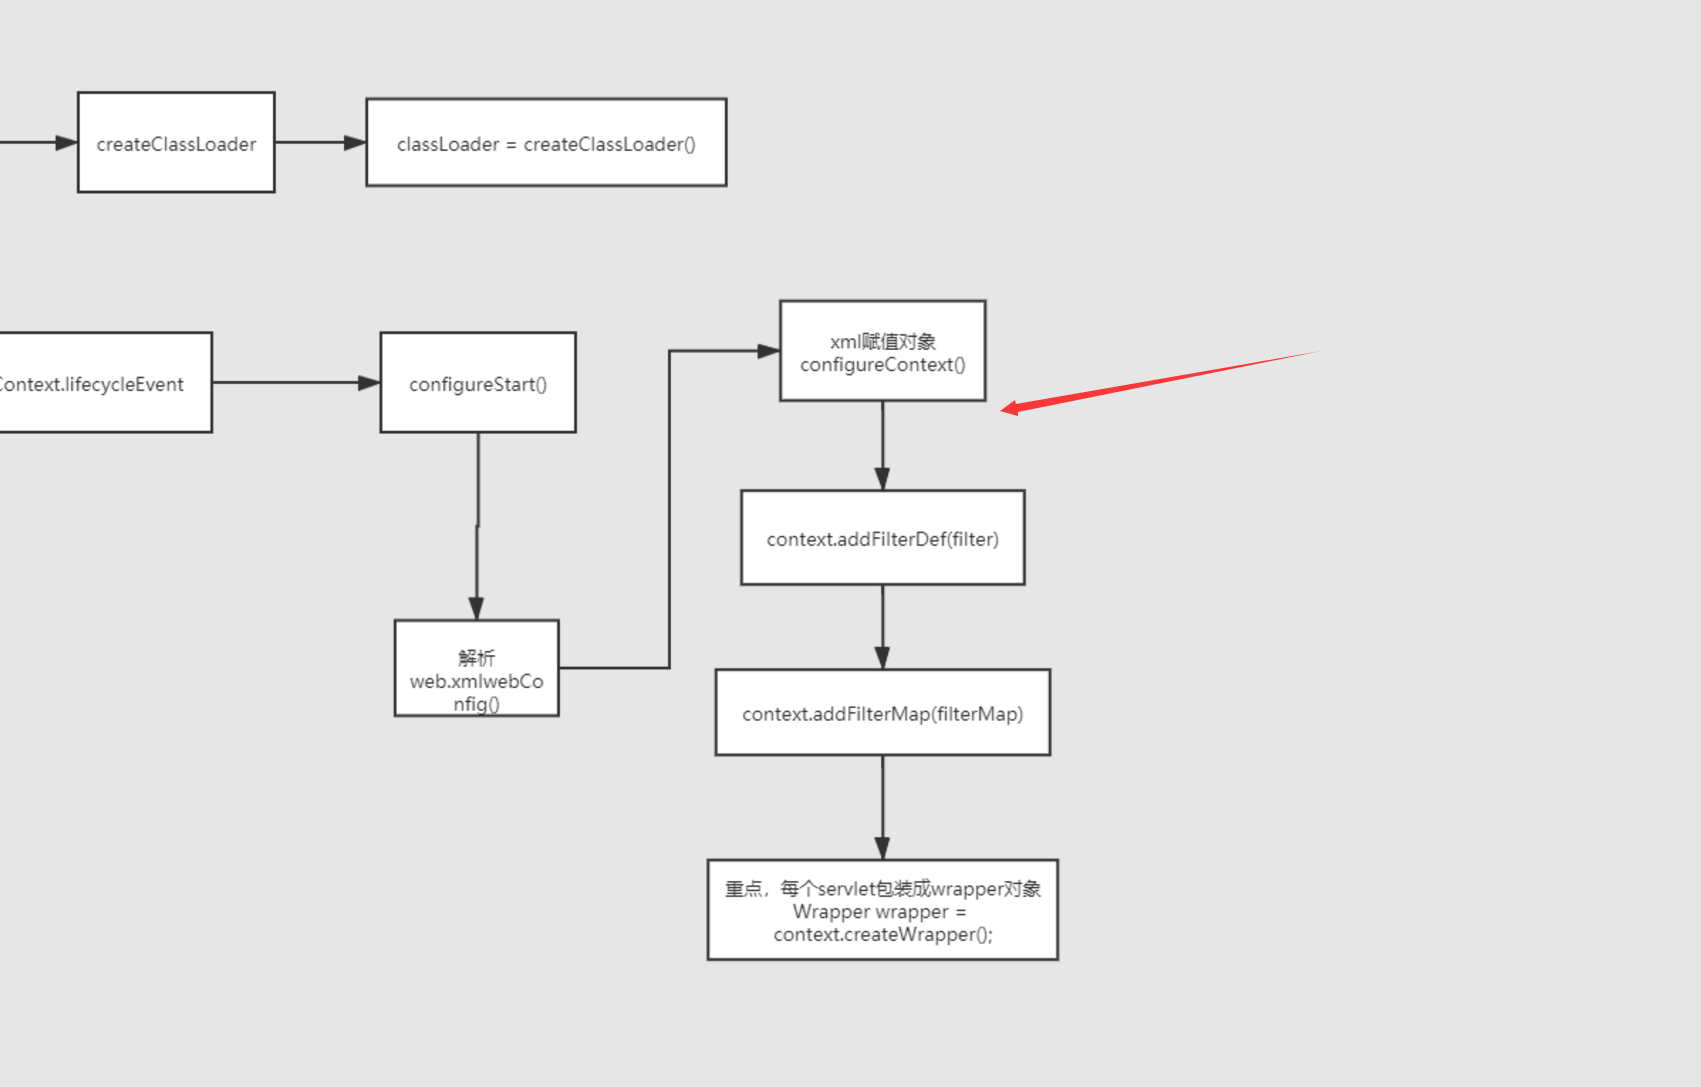 createClassLoader
classLoader = createClassLoader()
Context.lifecycleEvent
configureStart()
解析
web.xmlwebCo
nfig()
xml赋值对象
configureContext()
context.addFilterDef(filter)
context.addFilterMap(filterMap)
重点，每个servlet包装成wrapper对象
Wrapper wrapper =
context.createWrapper();